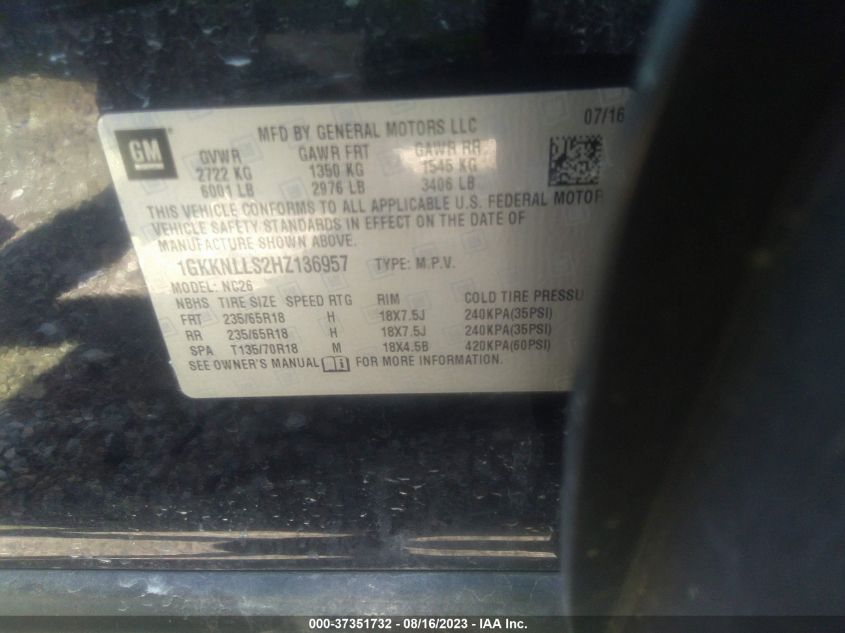 07/16
GM
MFD BY GENERAL MOTORS LLC
GVWR GAWR FRT GAWR RR
2722 KG 1350 KG 1545 KG
6001 LB 2976 LB 3406 LB
THIS VEHICLE CONFORMS TO ALL APPLICABLE U.S. FEDERAL MOTOR
VEHICLE SAFETY STANDARDS IN EFFECT ON THE DATE OF
MANUFACTURE SHOWN ABOVE.
1GKKNLLS2HZ136957 TYPE: M.P.V.
MODEL: NC26
NBHS TIRE SIZE SPEED RTG RIM COLD TIRE PRESSU
FRT 235/65R18 H 18X7.5J 240KPA(35PSI)
RR 235/65R18 H 18X7.5J 240KPA(35PSI)
SPA T135/70R18 M 18X4.5B 420KPA(60PSI)
SEE OWNER'S MANUAL FOR MORE INFORMATION.
000-37351732 - 08/16/2023 - IAA Inc.